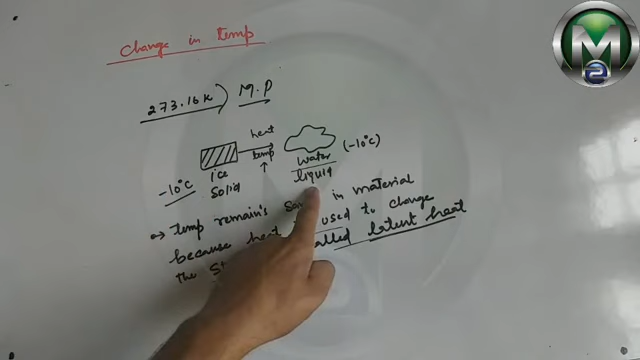 Change in temp
273.16k) M.P
heat
temp
↑
ice
solid
-10°C
water
liquid
(-10°C)
→ temp remain's in material
because heat used to change
the called latent heat
M
2